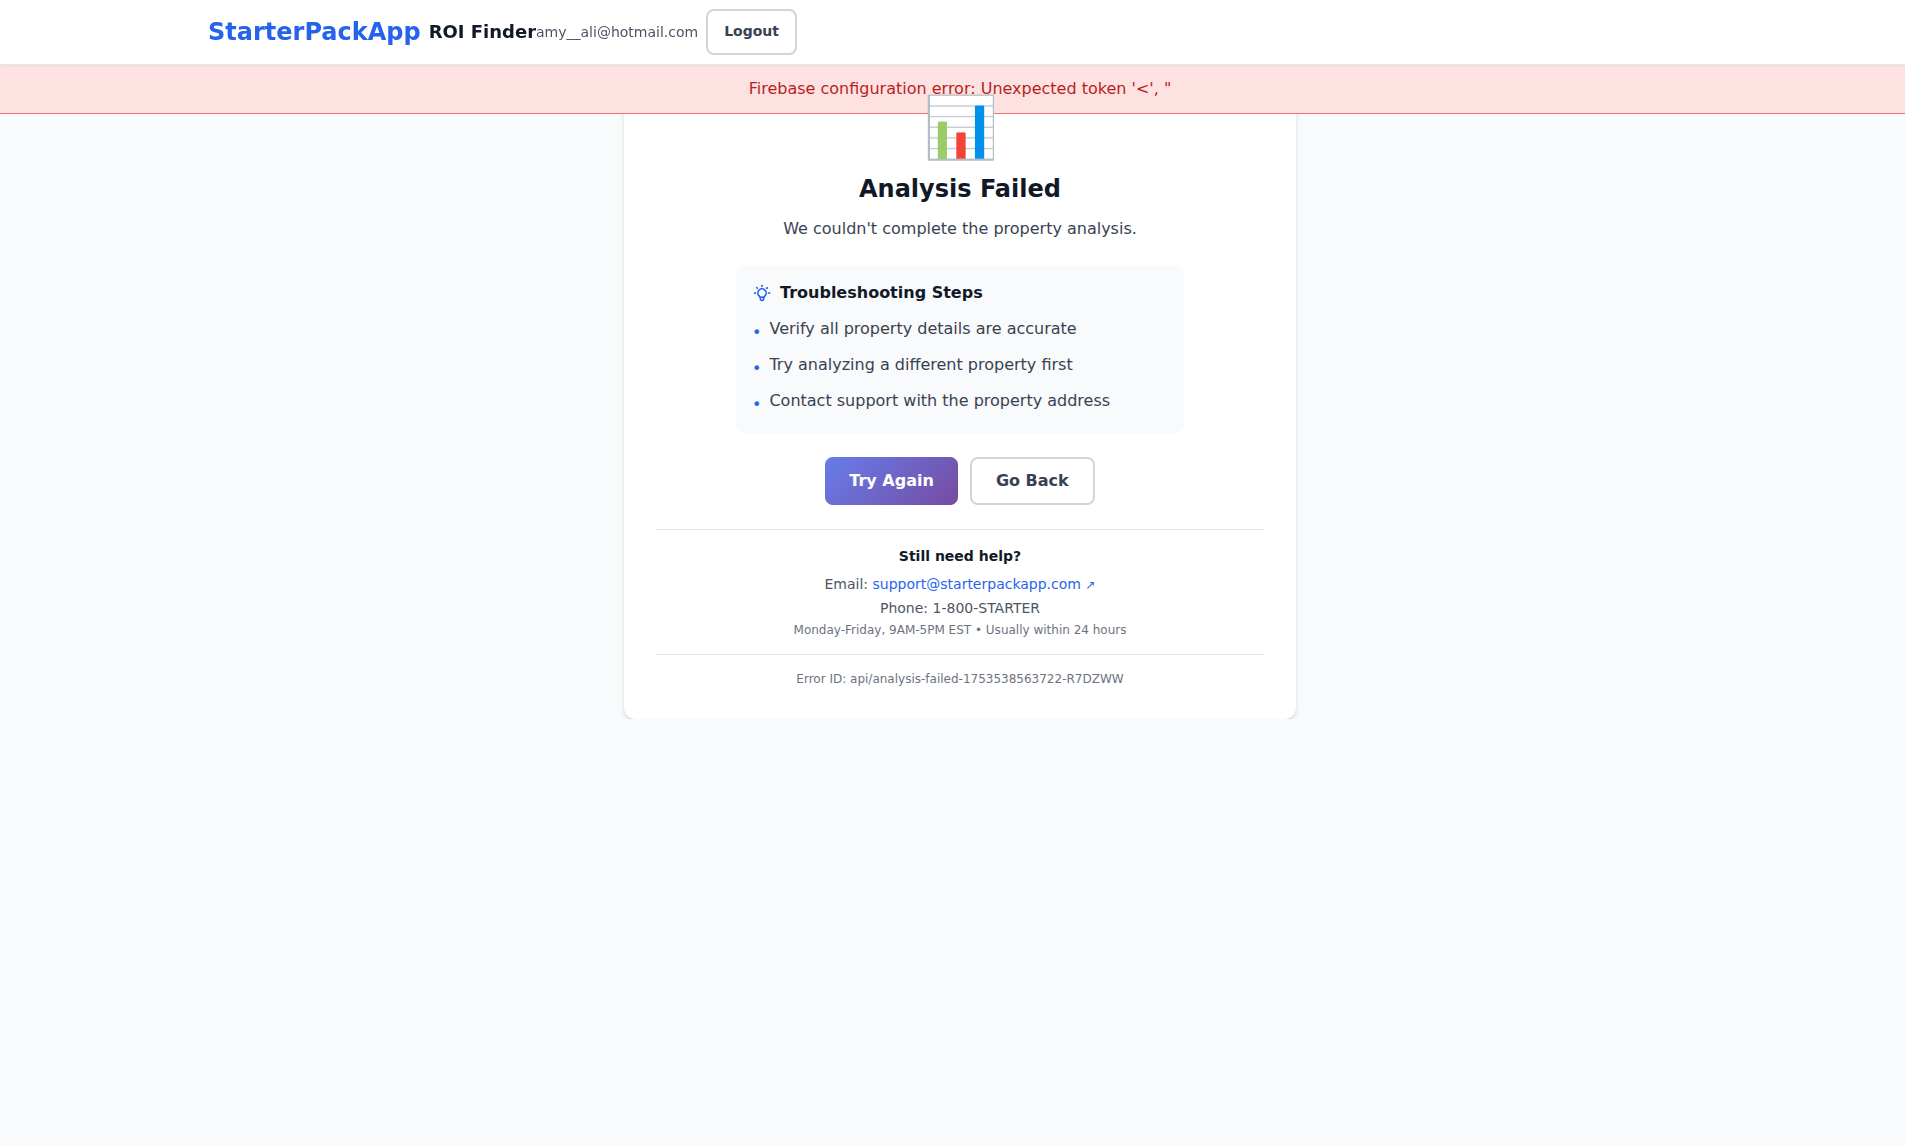 StarterPackApp ROI Finder amy__ali@hotmail.com Logout
Firebase configuration error: Unexpected token '<', "
Analysis Failed
We couldn't complete the property analysis.
Troubleshooting Steps
• Verify all property details are accurate
• Try analyzing a different property first
• Contact support with the property address
Try Again Go Back
Still need help?
Email: support@starterpackapp.com ↗
Phone: 1-800-STARTER
Monday-Friday, 9AM-5PM EST • Usually within 24 hours
Error ID: api/analysis-failed-1753538563722-R7DZWW